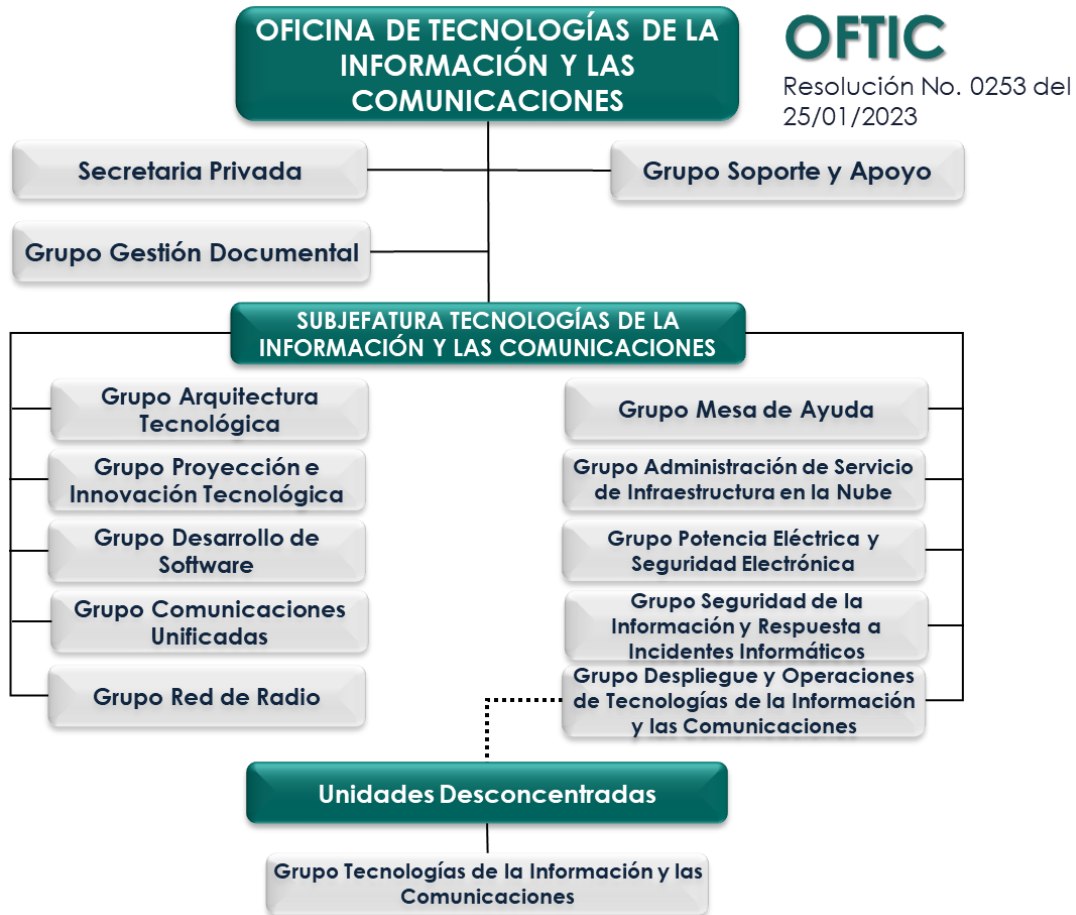 OFICINA DE TECNOLOGÍAS DE LA
INFORMACIÓN Y LAS
COMUNICACIONES
OFTIC
Resolución No. 0253 del
25/01/2023
Secretaria Privada
Grupo Soporte y Apoyo
Grupo Gestión Documental
SUBJEFATURA TECNOLOGÍAS DE LA
INFORMACIÓN Y LAS COMUNICACIONES
Grupo Arquitectura
Tecnológica
Grupo Proyección e
Innovación Tecnológica
Grupo Desarrollo de
Software
Grupo Comunicaciones
Unificadas
Grupo Red de Radio
Grupo Mesa de Ayuda
Grupo Administración de Servicio
de Infraestructura en la Nube
Grupo Potencia Eléctrica y
Seguridad Electrónica
Grupo Seguridad de la
Información y Respuesta a
Incidentes Informáticos
Grupo Despliegue y Operaciones
de Tecnologías de la Información
y las Comunicaciones
Unidades Desconcentradas
Grupo Tecnologías de la Información y las
Comunicaciones